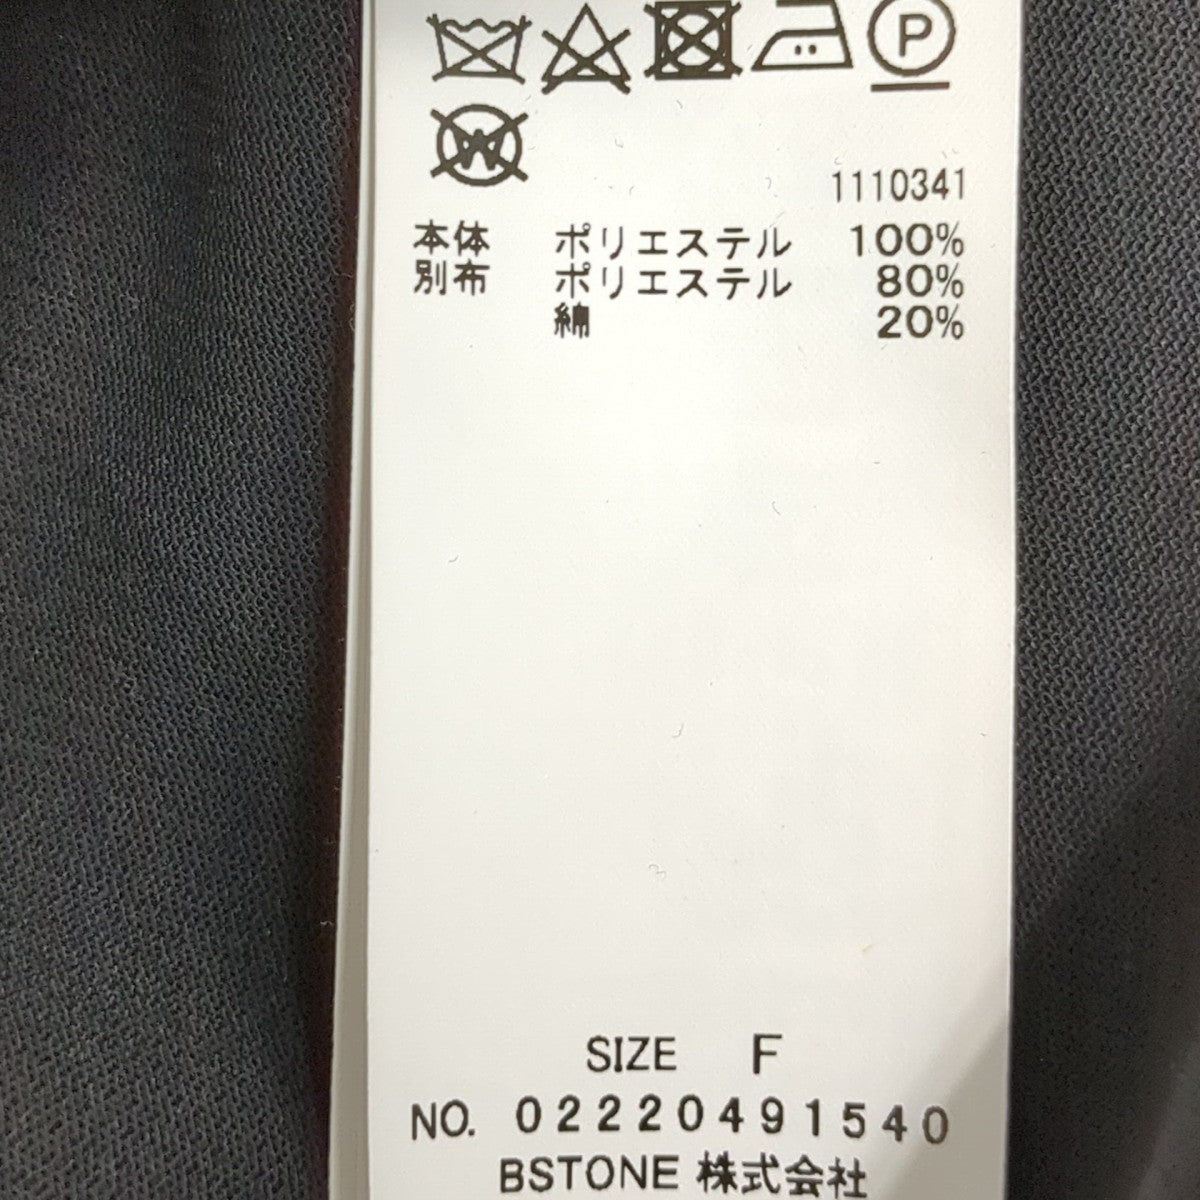 P
W
1110341
本体 ポリエステル 100%
別布 ポリエステル 80%
綿 20%
SIZE F
NO. 02220491540
BSTONE 株式会社